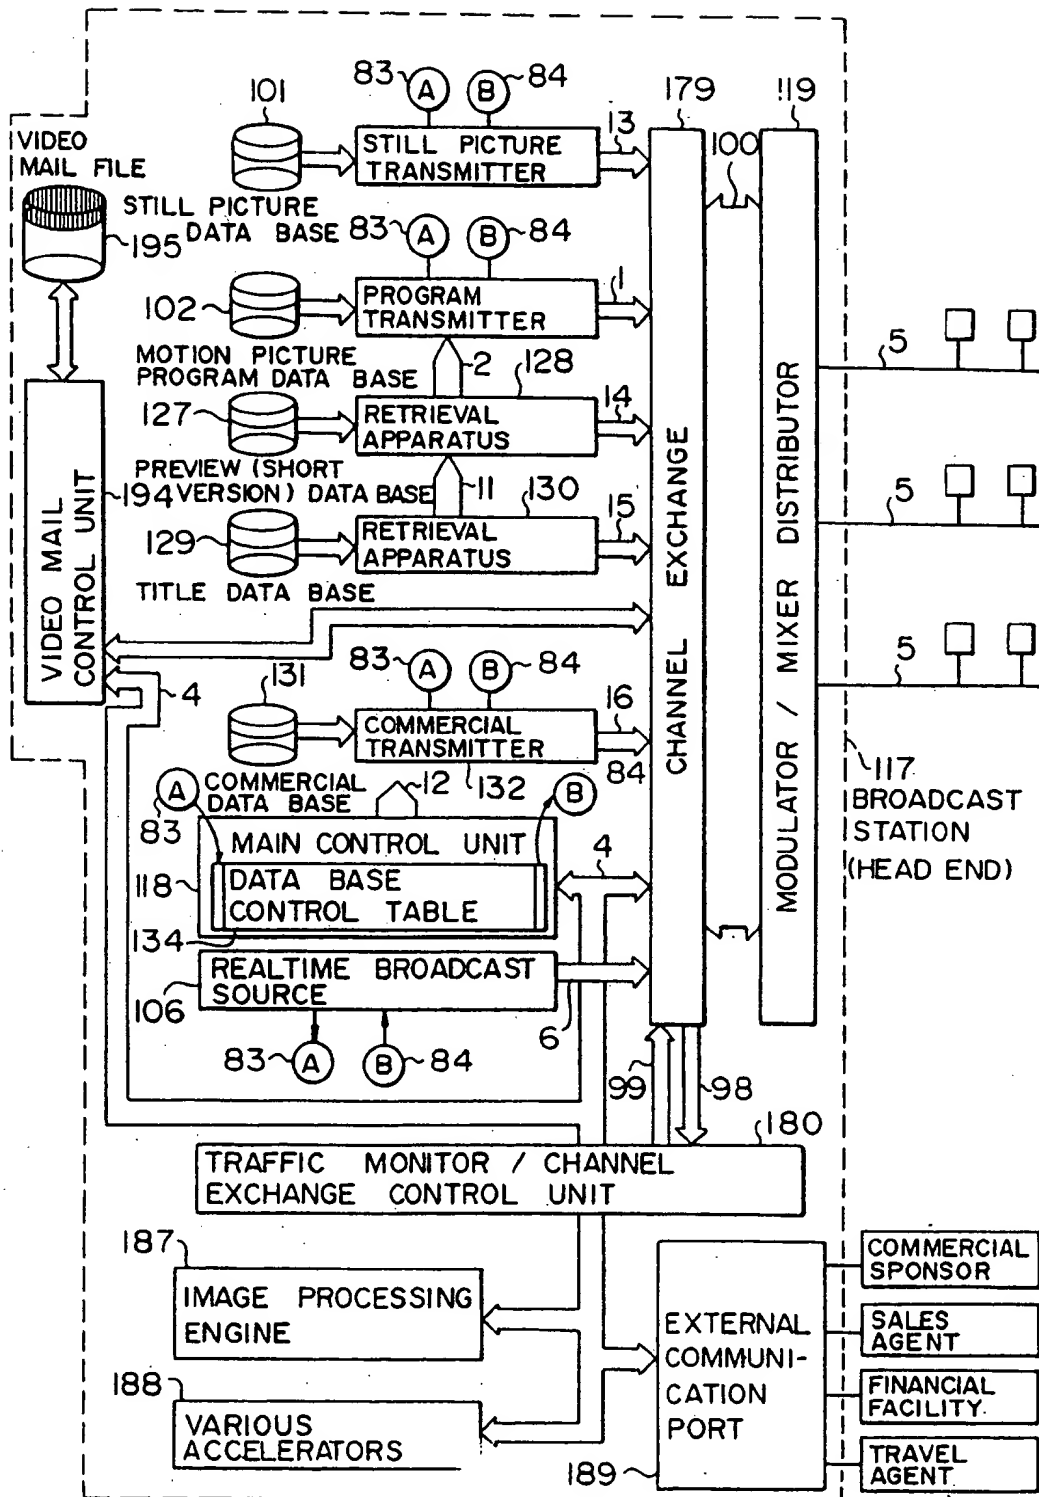 83 A B 84
101 179 119
VIDEO
MAIL FILE
STILL PICTURE
TRANSMITTER
13 100
STILL PICTURE
DATA BASE
195
83 A B 84
102
PROGRAM
TRANSMITTER
1
MOTION PICTURE
PROGRAM DATA BASE
2 128
5
127
RETRIEVAL
APPARATUS
14
PREVIEW (SHORT
VERSION) DATA BASE
11 130
194
5
129
RETRIEVAL
APPARATUS
15
TITLE DATA BASE
VIDEO MAIL
CONTROL UNIT
CHANNEL EXCHANGE
MODULATOR / MIXER DISTRIBUTOR
4
83 A B 84
5
131
COMMERCIAL
TRANSMITTER
16
132
COMMERCIAL
DATA BASE
12
84
A
83
B
117
BROADCAST
STATION
(HEAD END)
MAIN CONTROL UNIT
118
DATA BASE
CONTROL TABLE
134
4
REALTIME BROADCAST
SOURCE
106
6
83 A B 84
99 98
180
TRAFFIC MONITOR / CHANNEL
EXCHANGE CONTROL UNIT
187
IMAGE PROCESSING
ENGINE
188
VARIOUS
ACCELERATORS
EXTERNAL
COMMUNI-
CATION
PORT
189
COMMERCIAL
SPONSOR
SALES
AGENT
FINANCIAL
FACILITY.
TRAVEL
AGENT